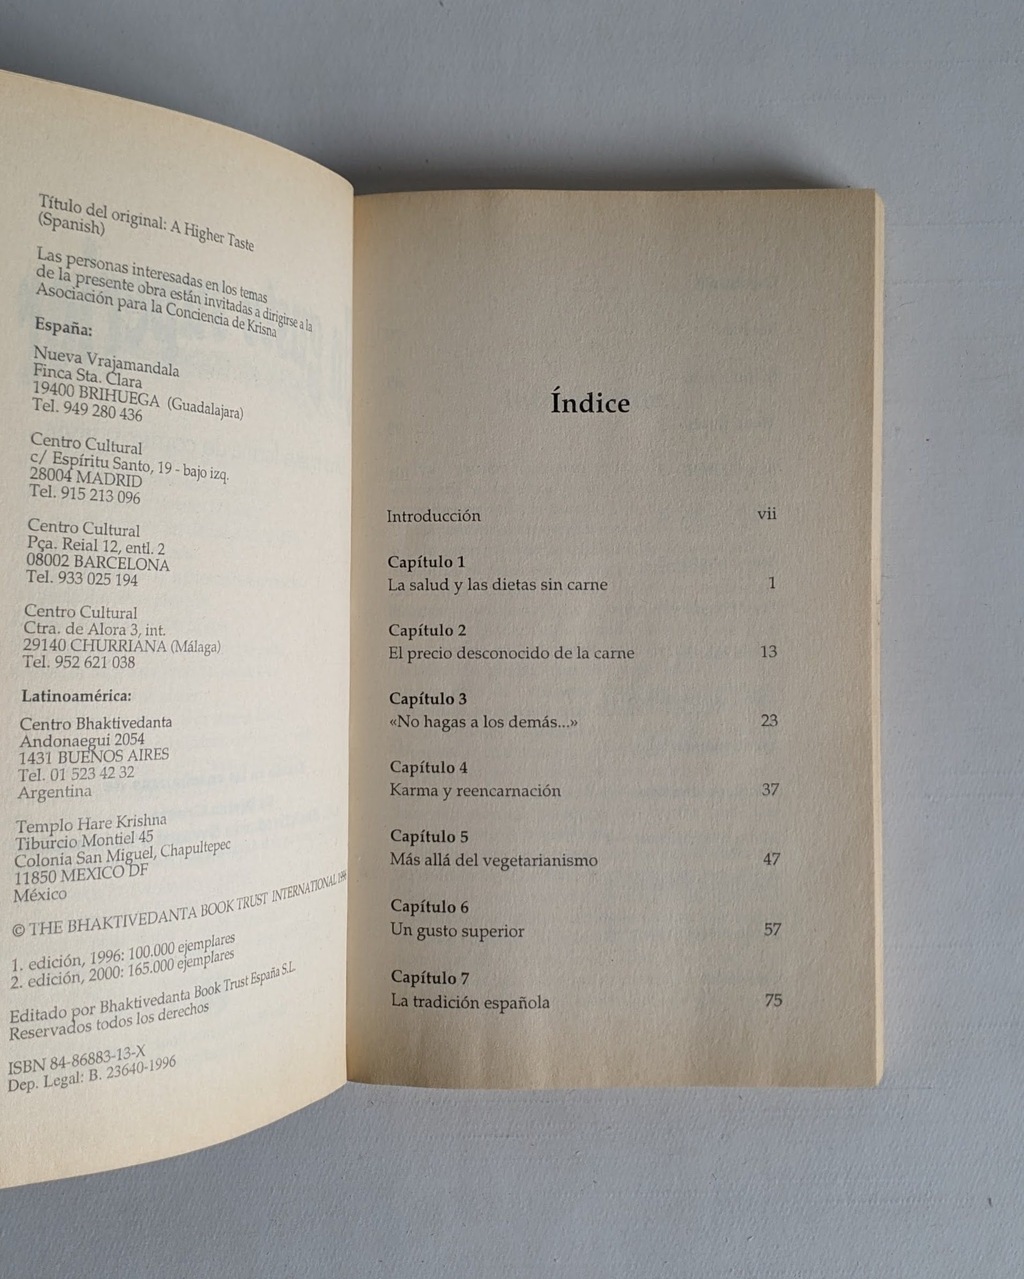 Título del original: A Higher Taste
(Spanish)
Las personas interesadas en los temas
de la presente obra están invitadas a dirigirse a la
Asociación para la Conciencia de Krisna
España:
Nueva Vrajamandala
Finca Sta. Clara
19400 BRIHUEGA (Guadalajara)
Tel. 949 280 436
Centro Cultural
c/ Espíritu Santo, 19 - bajo izq.
28004 MADRID
Tel. 915 213 096
Centro Cultural
Pça. Reial 12, entl. 2
08002 BARCELONA
Tel. 933 025 194
Centro Cultural
Ctra. de Alora 3, int.
29140 CHURRIANA (Málaga)
Tel. 952 621 038
Latinoamérica:
Centro Bhaktivedanta
Andonaegui 2054
1431 BUENOS AIRES
Tel. 01 523 42 32
Argentina
Templo Hare Krishna
Tiburcio Montiel 45
Colonia San Miguel, Chapultepec
11850 MEXICO DF
México
© THE BHAKTIVEDANTA BOOK TRUST INTERNATIONAL
1. edición, 1996: 100.000 ejemplares
2. edición, 2000: 165.000 ejemplares
Editado por Bhaktivedanta Book Trust España S.L.
Reservados todos los derechos
ISBN 84-86883-13-X
Dep. Legal: B. 23640-1996
Índice
Introducción vii
Capítulo 1
La salud y las dietas sin carne 1
Capítulo 2
El precio desconocido de la carne 13
Capítulo 3
«No hagas a los demás...» 23
Capítulo 4
Karma y reencarnación 37
Capítulo 5
Más allá del vegetarianismo 47
Capítulo 6
Un gusto superior 57
Capítulo 7
La tradición española 75